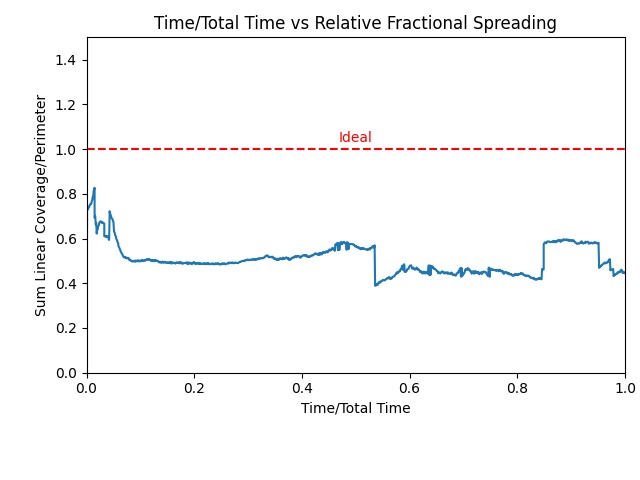 Time/Total Time vs Relative Fractional Spreading
1.4
1.2
1.0
0.8
0.6
0.4
0.2
0.0
Sum Linear Coverage/Perimeter
Ideal
0.0 0.2 0.4 0.6 0.8 1.0
Time/Total Time